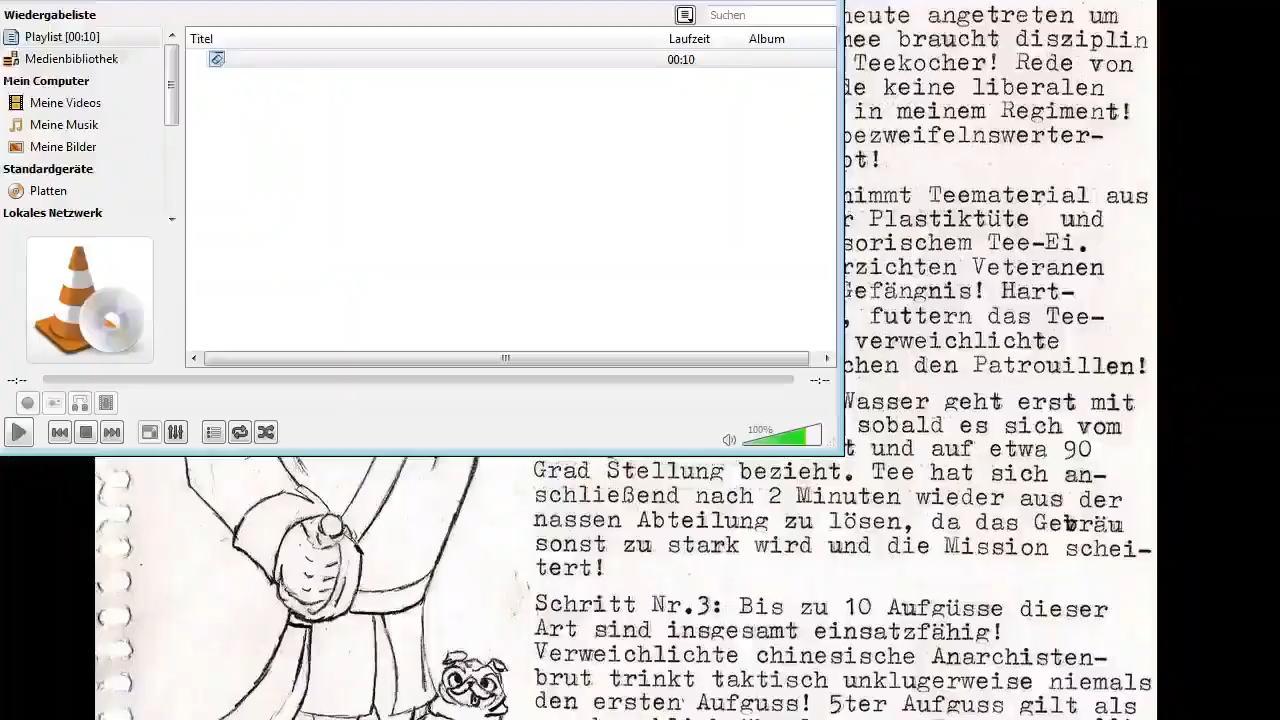 Wiedergabeliste
Suchen
Playlist [00:10]
Medienbibliothek
Mein Computer
Meine Videos
Meine Musik
Meine Bilder
Standardgeräte
Platten
Lokales Netzwerk
Titel Laufzeit Album
00:10
--:-- --:--
100%
heute angetreten um
braucht disziplin
Teekocher! Rede von
keine liberalen
in meinem Regiment!
bezweifelnswerter-
nimmt Teematerial aus
Plastiktüte und
Tee-Ei.
Veteranen
Gefängnis! Hart-
, futtern das Tee-
verweichlichte
den Patrouillen!
Wasser geht erst mit
sobald es sich vom
und auf etwa 90
Grad Stellung bezieht. Tee hat sich an-
schließend nach 2 Minuten wieder aus der
nassen Abteilung zu lösen, da das Gebräu
sonst zu stark wird und die Mission schei-
tert!
Schritt Nr.3: Bis zu 10 Aufgüsse dieser
Art sind insgesamt einsatzfähig!
Verweichlichte chinesische Anarchisten-
brut trinkt taktisch unklugerweise niemals
den ersten Aufguss! 5ter Aufguss gilt als